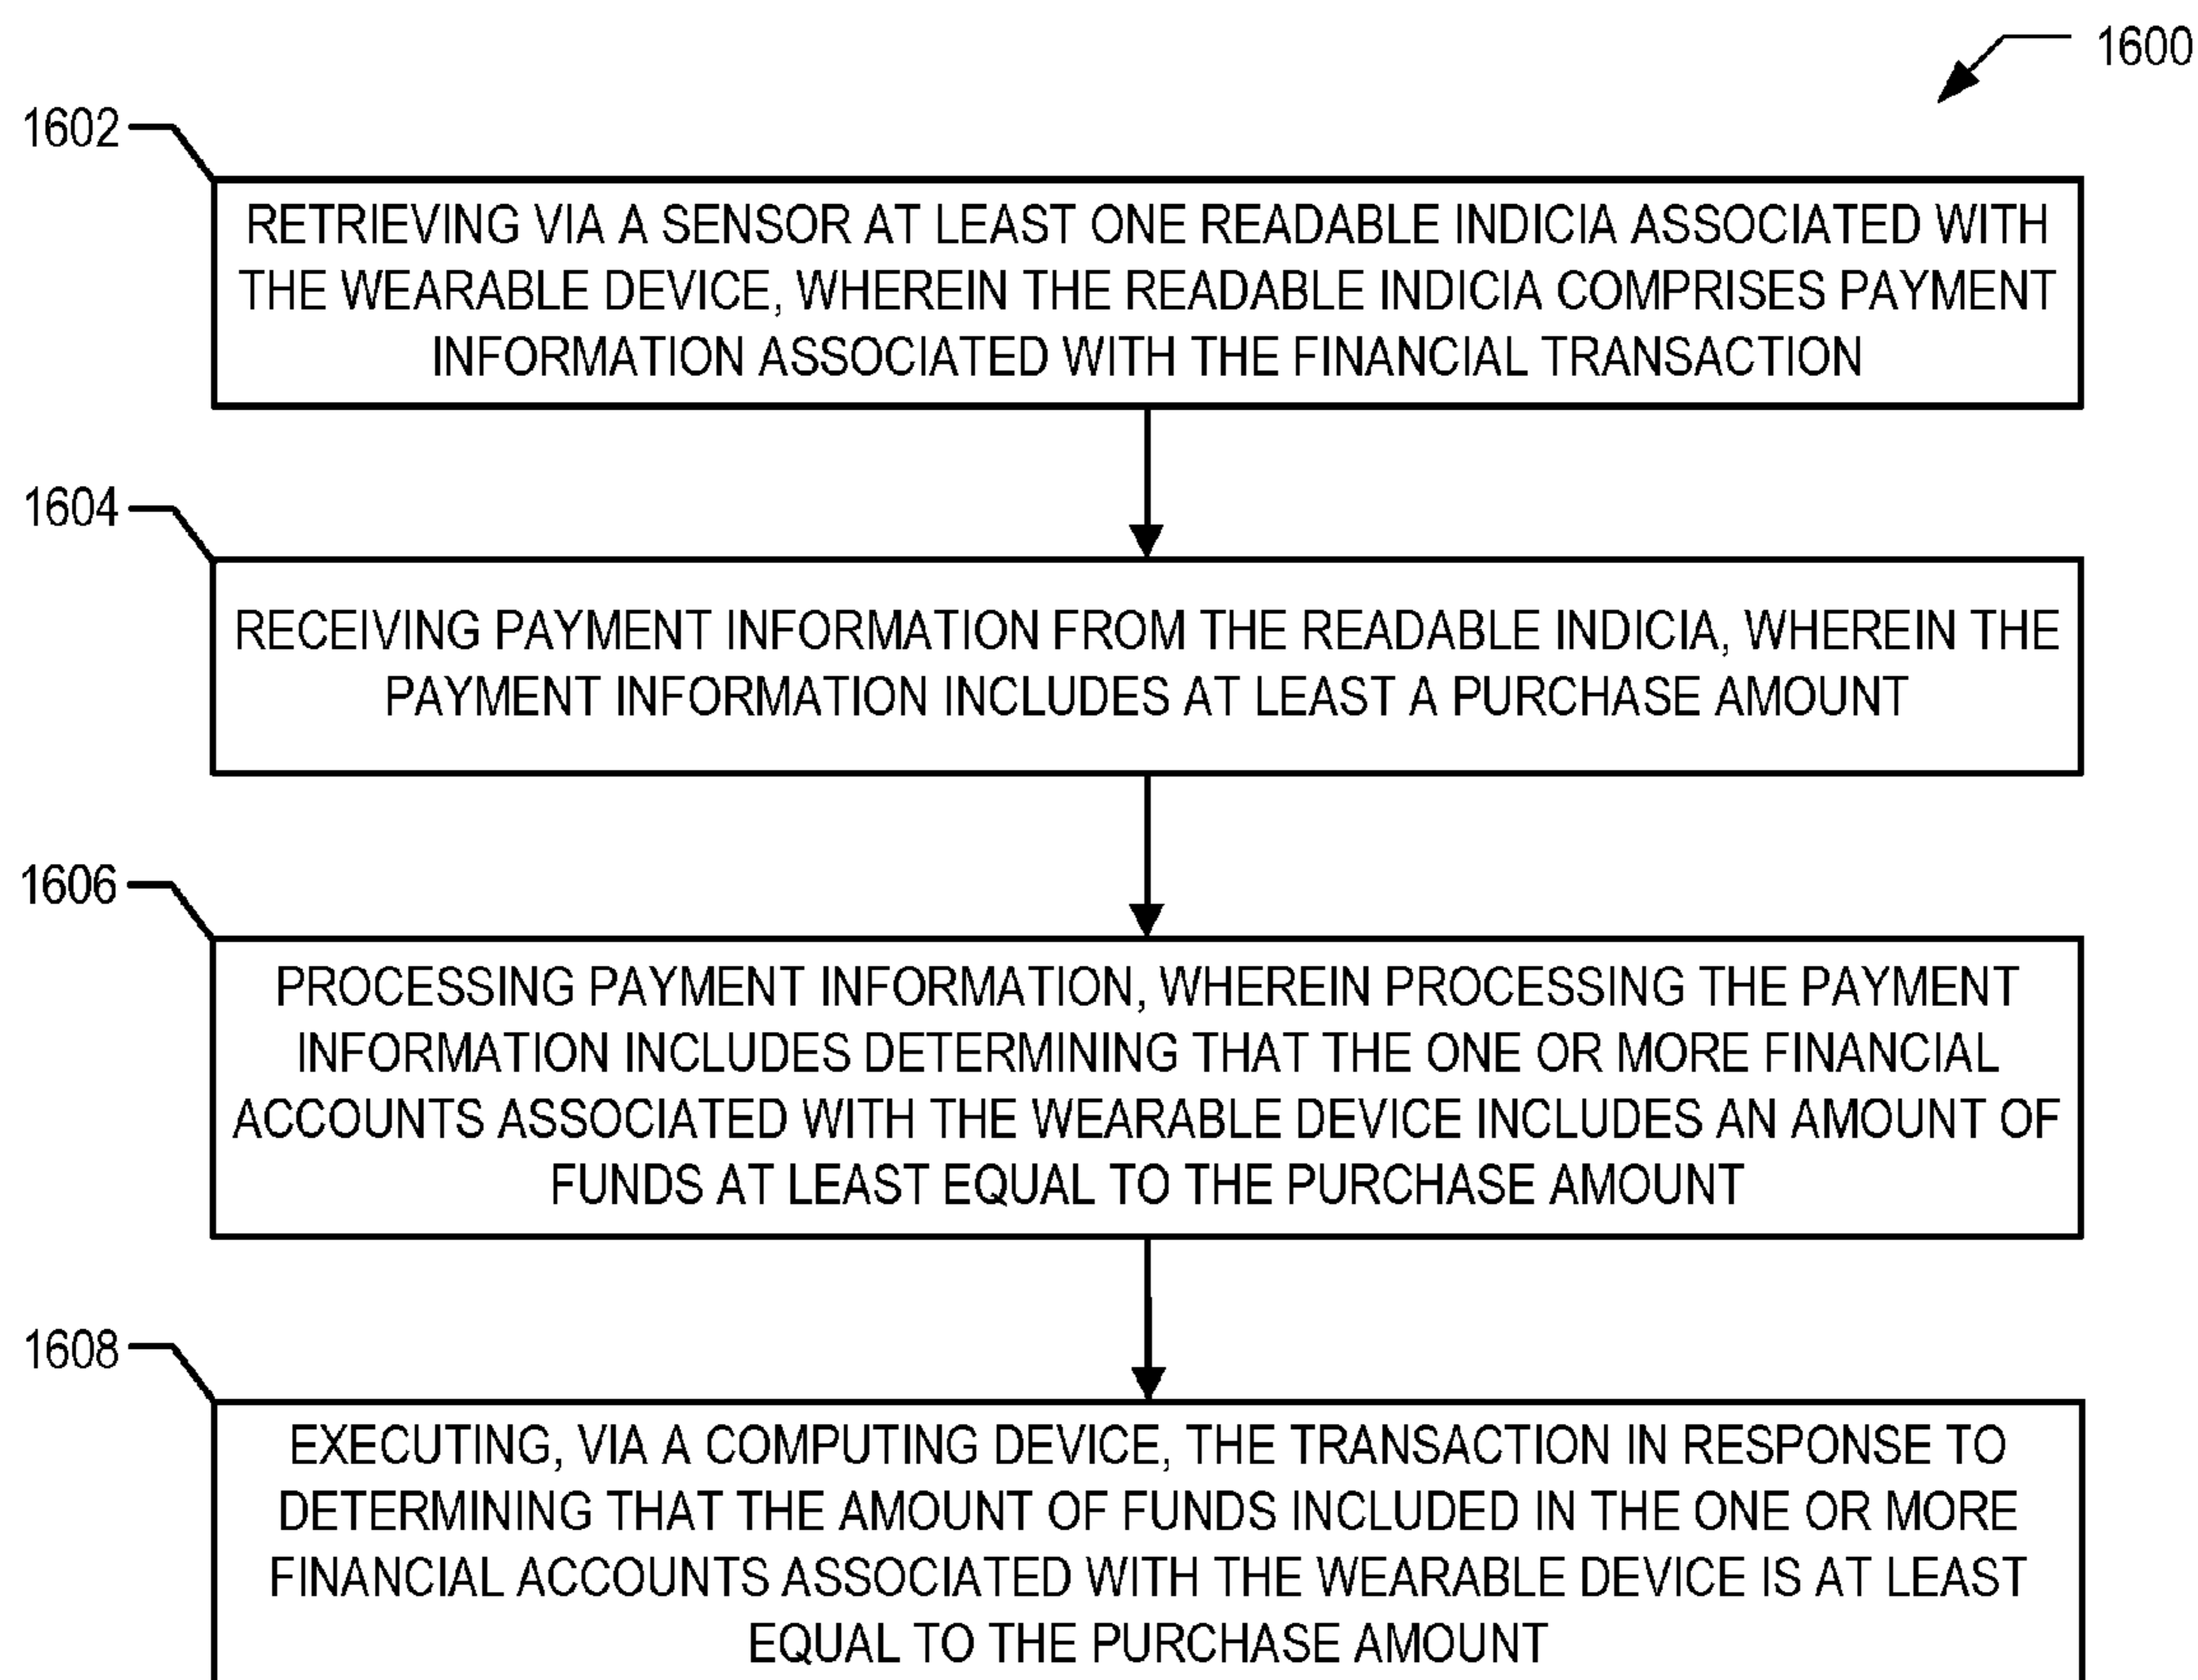 1600
1602
RETRIEVING VIA A SENSOR AT LEAST ONE READABLE INDICIA ASSOCIATED WITH
THE WEARABLE DEVICE, WHEREIN THE READABLE INDICIA COMPRISES PAYMENT
INFORMATION ASSOCIATED WITH THE FINANCIAL TRANSACTION
1604
RECEIVING PAYMENT INFORMATION FROM THE READABLE INDICIA, WHEREIN THE
PAYMENT INFORMATION INCLUDES AT LEAST A PURCHASE AMOUNT
1606
PROCESSING PAYMENT INFORMATION, WHEREIN PROCESSING THE PAYMENT
INFORMATION INCLUDES DETERMINING THAT THE ONE OR MORE FINANCIAL
ACCOUNTS ASSOCIATED WITH THE WEARABLE DEVICE INCLUDES AN AMOUNT OF
FUNDS AT LEAST EQUAL TO THE PURCHASE AMOUNT
1608
EXECUTING, VIA A COMPUTING DEVICE, THE TRANSACTION IN RESPONSE TO
DETERMINING THAT THE AMOUNT OF FUNDS INCLUDED IN THE ONE OR MORE
FINANCIAL ACCOUNTS ASSOCIATED WITH THE WEARABLE DEVICE IS AT LEAST
EQUAL TO THE PURCHASE AMOUNT